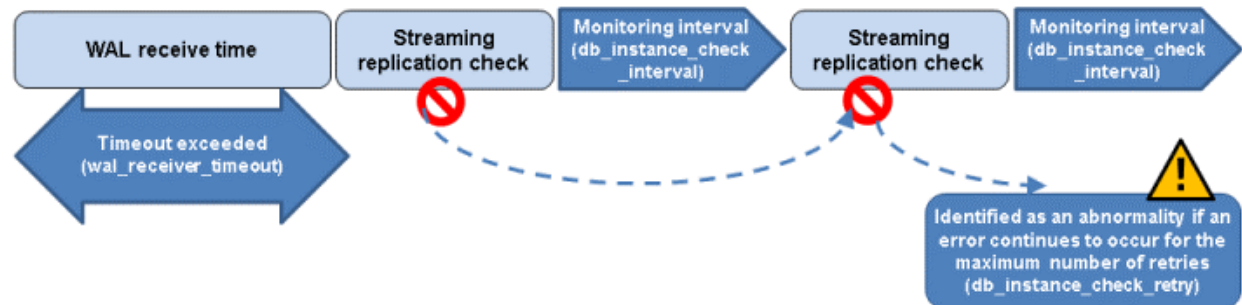 WAL receive time
Streaming
replication check
Monitoring interval
(db_instance_check
_interval)
Streaming
replication check
Monitoring interval
(db_instance_check
_interval)
Timeout exceeded
(wal_receiver_timeout)
Identified as an abnormality if an
error continues to occur for the
maximum number of retries
(db_instance_check_retry)